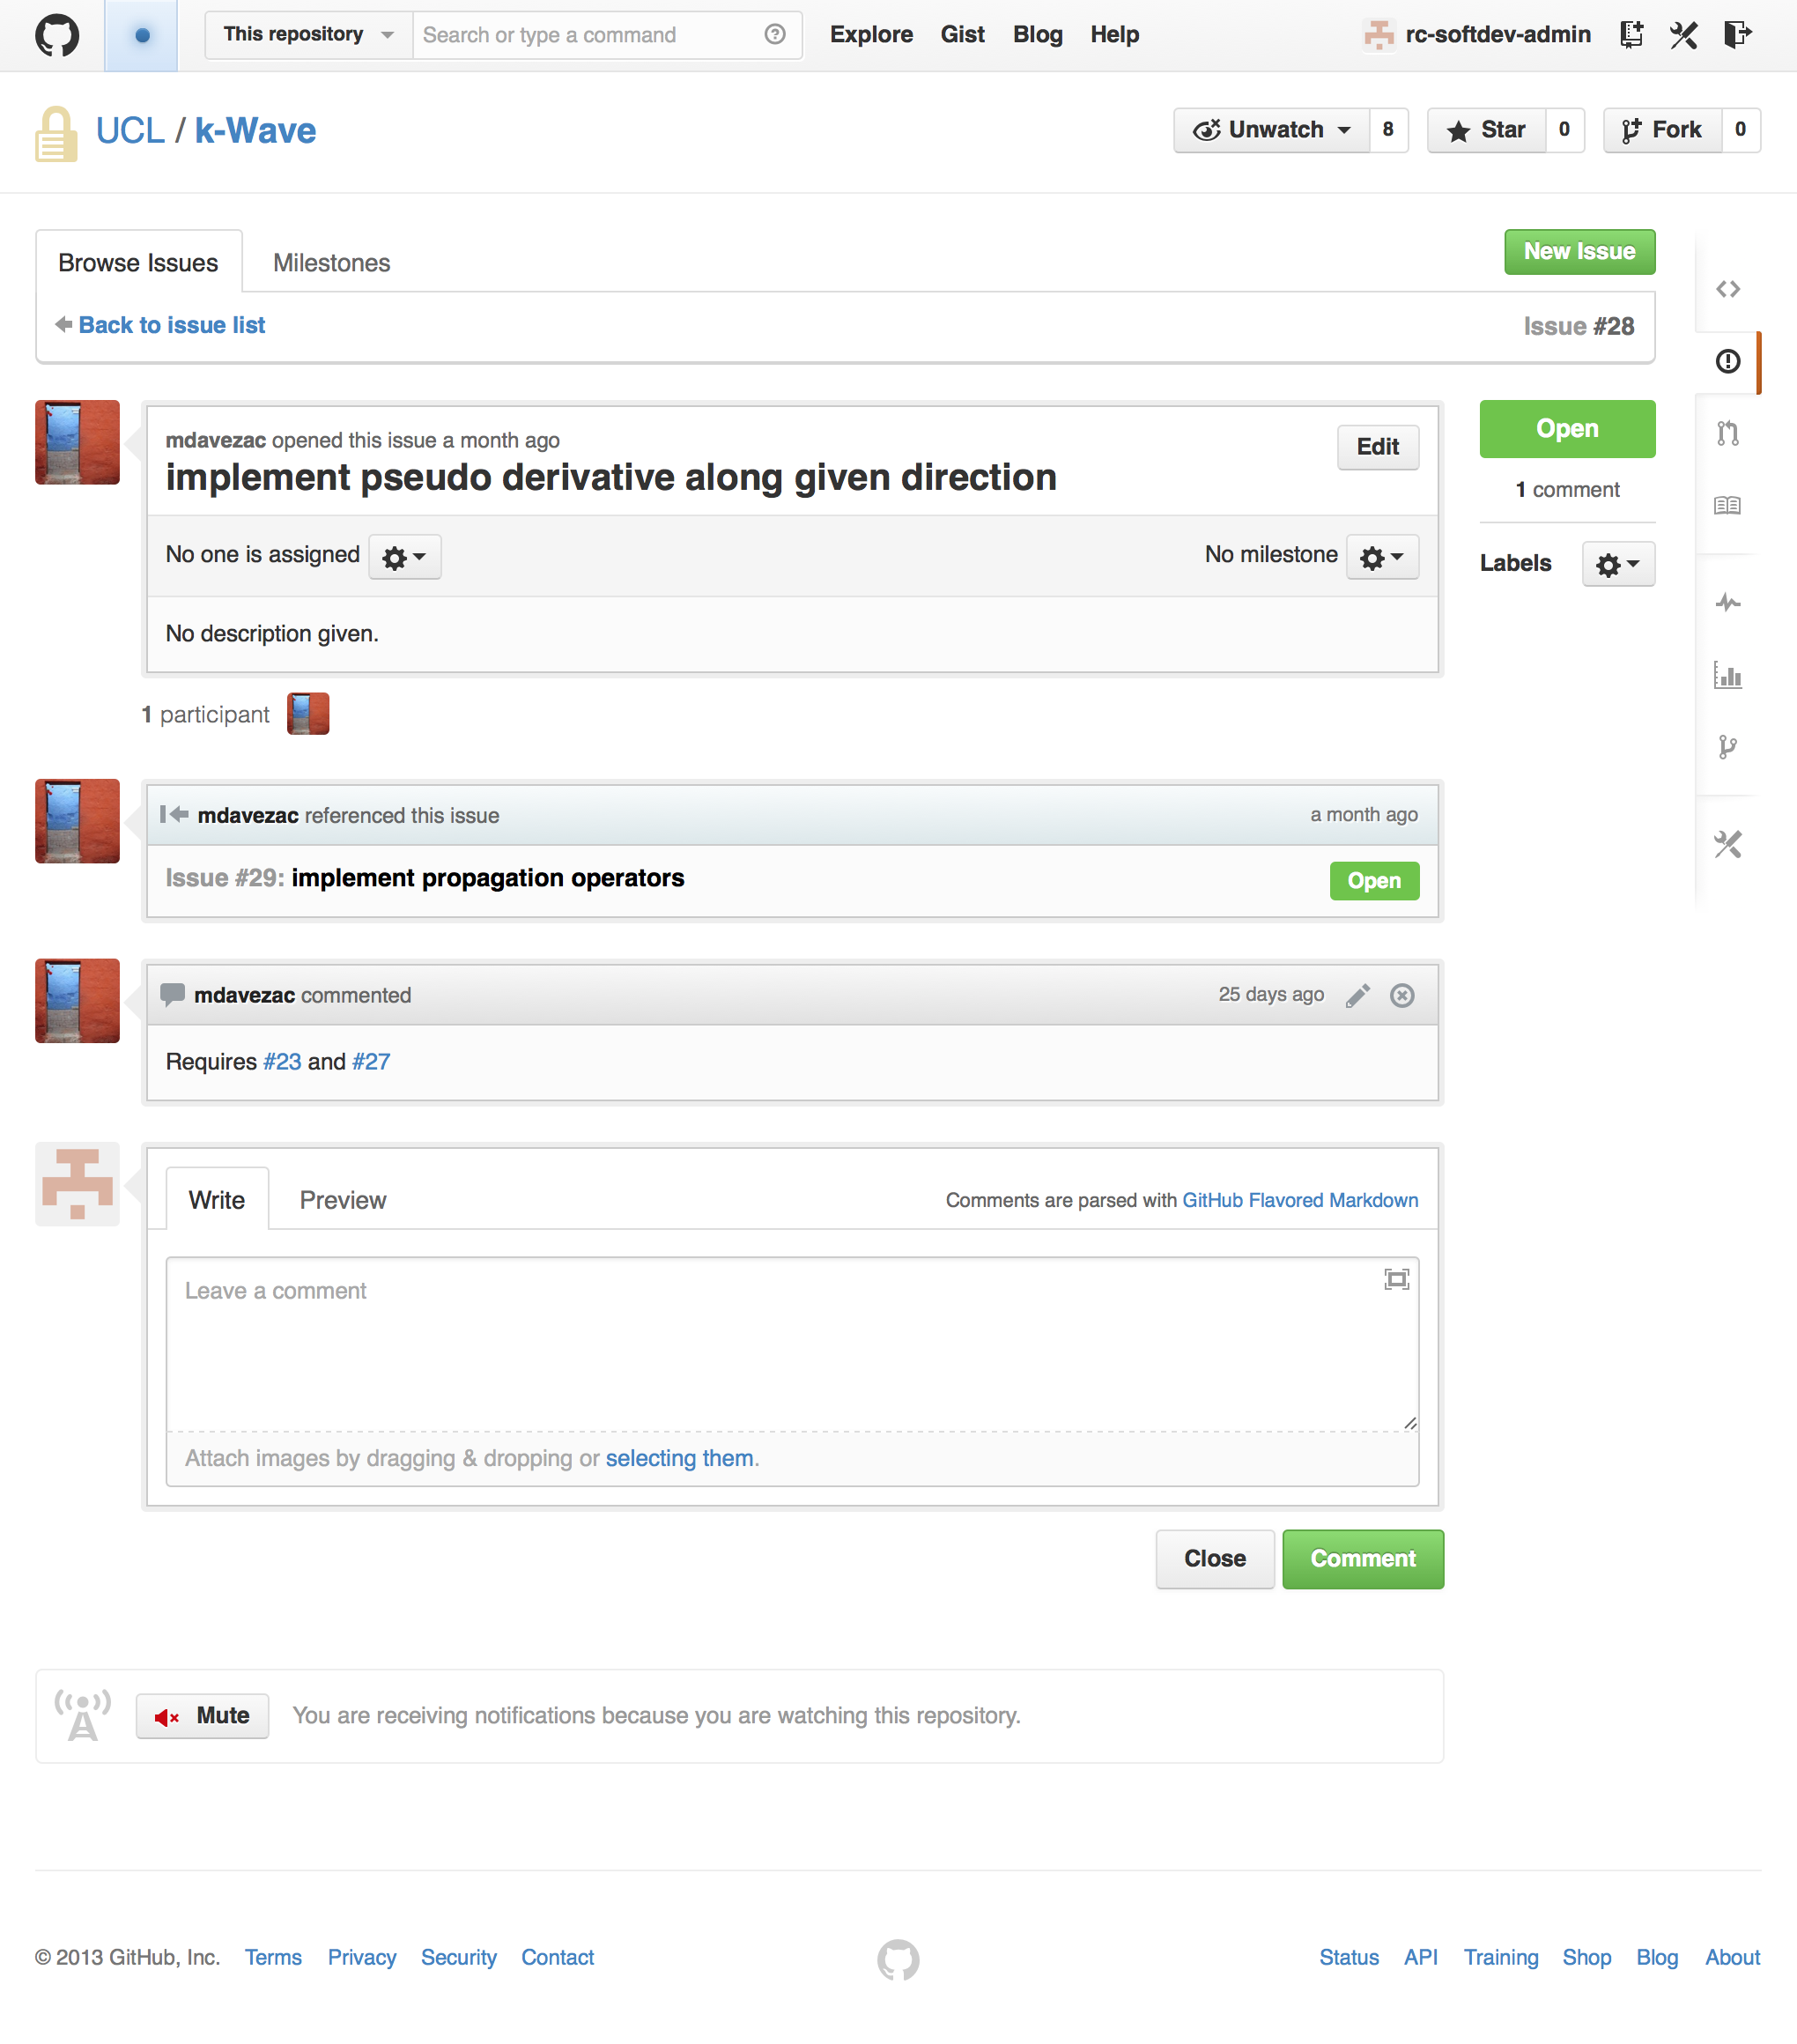 This repository Search or type a command Explore Gist Blog Help rc-softdev-admin
UCL / k-Wave Unwatch 8 Star 0 Fork 0
Browse Issues Milestones New Issue
Back to issue list Issue #28
mdavezac opened this issue a month ago
implement pseudo derivative along given direction
Edit
Open
1 comment
No one is assigned No milestone
Labels
No description given.
1 participant
mdavezac referenced this issue a month ago
Issue #29: implement propagation operators Open
mdavezac commented 25 days ago
Requires #23 and #27
Write Preview Comments are parsed with GitHub Flavored Markdown
Leave a comment
Attach images by dragging & dropping or selecting them.
Close Comment
Mute You are receiving notifications because you are watching this repository.
© 2013 GitHub, Inc. Terms Privacy Security Contact Status API Training Shop Blog About